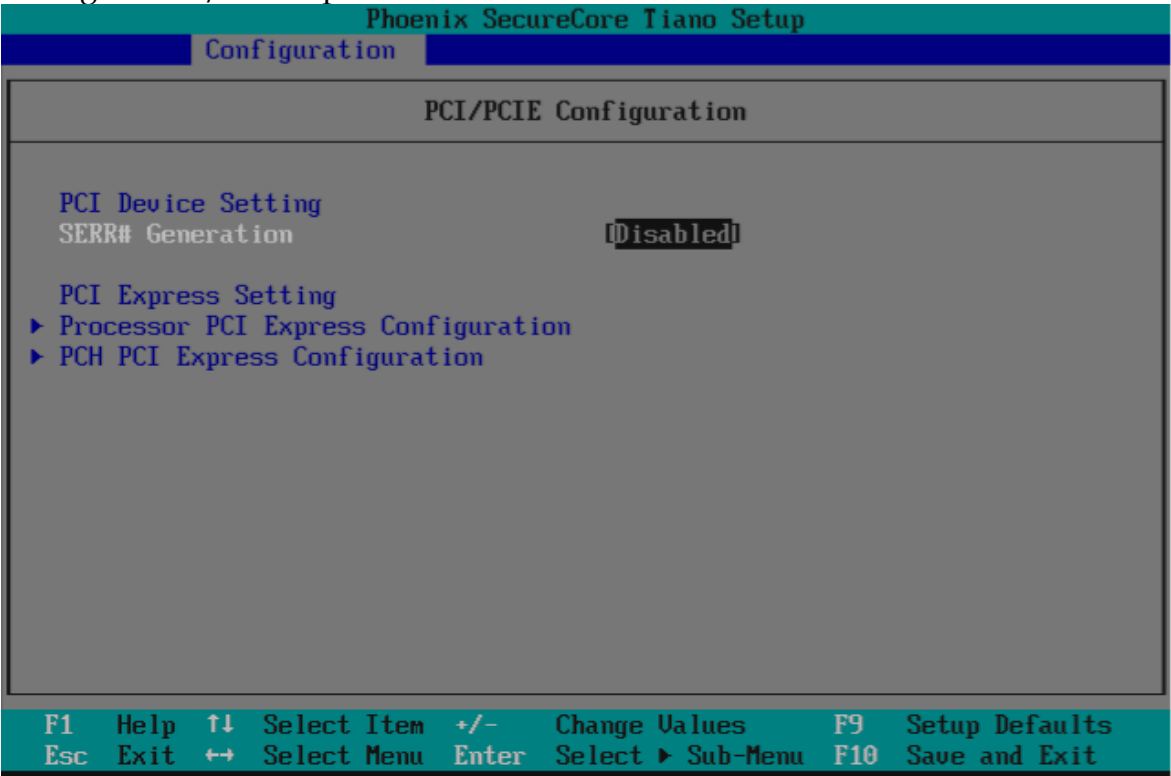 Phoenix SecureCore Tiano Setup
Configuration
PCI/PCIE Configuration
PCI Device Setting
SERR# Generation [Disabled]
PCI Express Setting
▶ Processor PCI Express Configuration
▶ PCH PCI Express Configuration
F1 Help ↑↓ Select Item +/- Change Values F9 Setup Defaults
Esc Exit ↔ Select Menu Enter Select ▶ Sub-Menu F10 Save and Exit